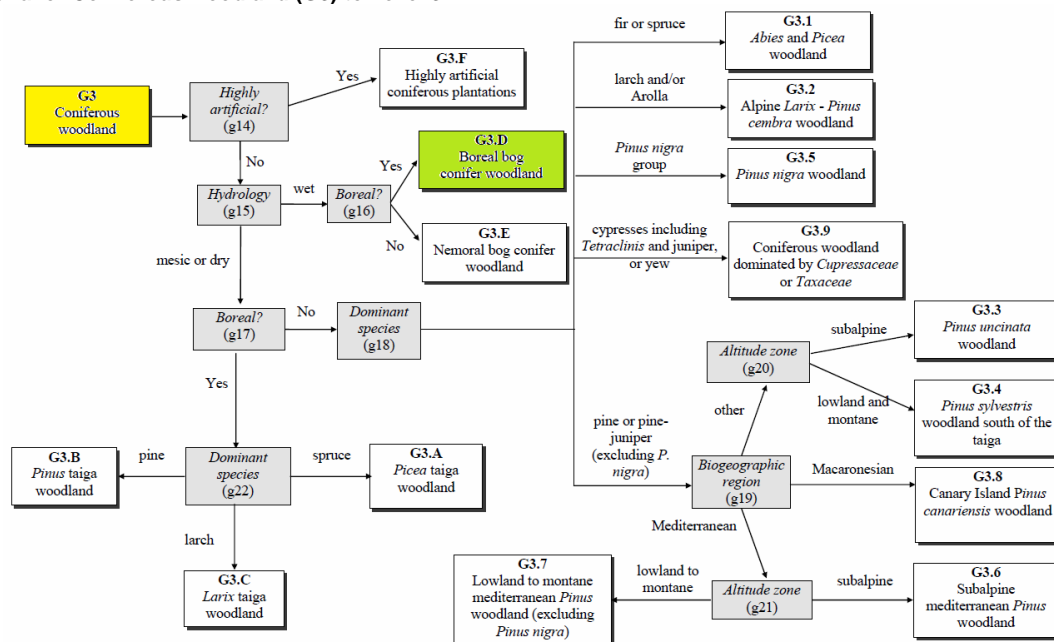 G3
Coniferous
woodland
Highly
artificial?
(g14)
Yes
G3.F
Highly artificial
coniferous plantations
No
Hydrology
(g15)
wet
Boreal?
(g16)
Yes
G3.D
Boreal bog
conifer woodland
No
G3.E
Nemoral bog conifer
woodland
mesic or dry
Boreal?
(g17)
No
Dominant
species
(g18)
Yes
Dominant
species
(g22)
pine
G3.B
Pinus taiga
woodland
spruce
G3.A
Picea taiga
woodland
larch
G3.C
Larix taiga
woodland
fir or spruce
G3.1
Abies and Picea
woodland
larch and/or
Arolla
G3.2
Alpine Larix - Pinus
cembra woodland
Pinus nigra
group
G3.5
Pinus nigra woodland
cypresses including
Tetraclinis and juniper,
or yew
G3.9
Coniferous woodland
dominated by Cupressaceae
or Taxaceae
pine or pine-
juniper
(excluding P.
nigra)
Biogeographic
region
(g19)
other
Altitude zone
(g20)
subalpine
G3.3
Pinus uncinata
woodland
lowland and
montane
G3.4
Pinus sylvestris
woodland south of the
taiga
Macaronesian
G3.8
Canary Island Pinus
canariensis woodland
Mediterranean
Altitude zone
(g21)
lowland to
montane
G3.7
Lowland to montane
mediterranean Pinus
woodland (excluding
Pinus nigra)
subalpine
G3.6
Subalpine
mediterranean Pinus
woodland